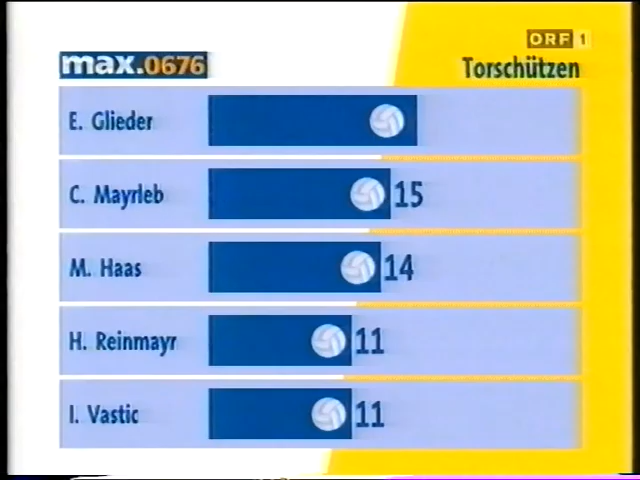 ORF 1
max.0676
Torschützen
E. Glieder
C. Mayrleb 15
M. Haas 14
H. Reinmayr 11
I. Vastic 11